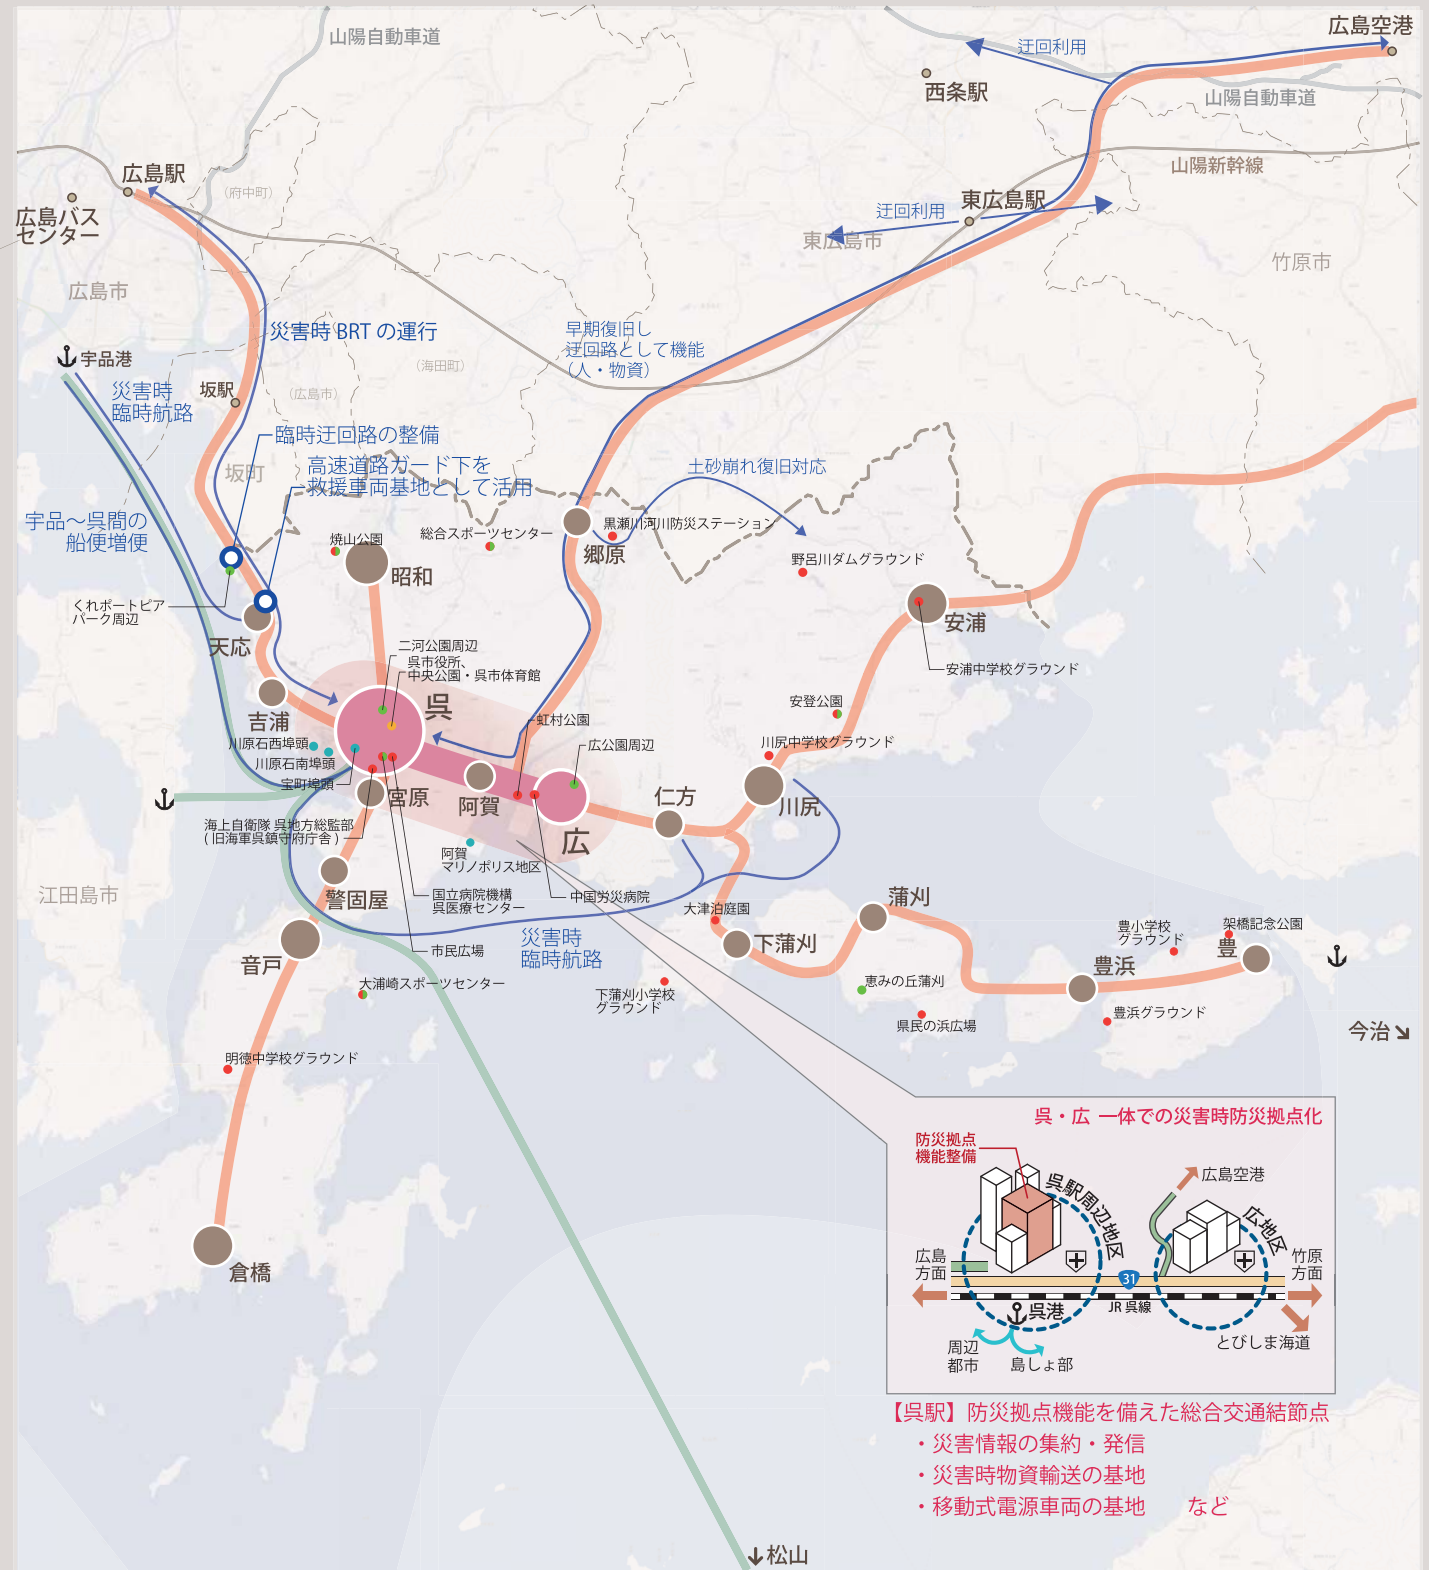 山陽自動車道
広島空港
迂回利用
西条駅
山陽自動車道
山陽新幹線
広島駅
(府中町)
広島バス
センター
東広島駅
迂回利用
東広島市
竹原市
広島市
災害時 BRT の運行
早期復旧し
迂回路として機能
(人・物資)
宇品港
(海田町)
災害時
臨時航路
坂駅
(広島市)
臨時迂回路の整備
坂町
高速道路ガード下を
救援車両基地として活用
土砂崩れ復旧対応
宇品〜呉間の
船便増便
焼山公園
総合スポーツセンター
黒瀬川河川防災ステーション
郷原
昭和
野呂川ダムグラウンド
くれポートピア
パーク周辺
天応
安浦
二河公園周辺
呉市役所、
中央公園・呉市体育館
安浦中学校グラウンド
呉
吉浦
安登公園
虹村公園
川原石西埠頭
川原石南埠頭
宝町埠頭
広公園周辺
川尻中学校グラウンド
宮原
阿賀
仁方
川尻
海上自衛隊 呉地方総監部
( 旧海軍呉鎮守府庁舎 )
広
阿賀
マリノポリス地区
江田島市
警固屋
国立病院機構
呉医療センター
中国労災病院
大津泊庭園
蒲刈
音戸
市民広場
災害時
臨時航路
下蒲刈
豊小学校
グラウンド
架橋記念公園
豊
豊浜
大浦崎スポーツセンター
下蒲刈小学校
グラウンド
恵みの丘蒲刈
県民の浜広場
豊浜グラウンド
今治
明徳中学校グラウンド
倉橋
呉・広 一体での災害時防災拠点化
防災拠点
機能整備
呉駅周辺地区
広島空港
広地区
広島
方面
竹原
方面
31
呉港
JR 呉線
周辺
都市
島しょ部
とびしま海道
【呉駅】防災拠点機能を備えた総合交通結節点
・災害情報の集約・発信
・災害時物資輸送の基地
・移動式電源車両の基地 など
松山